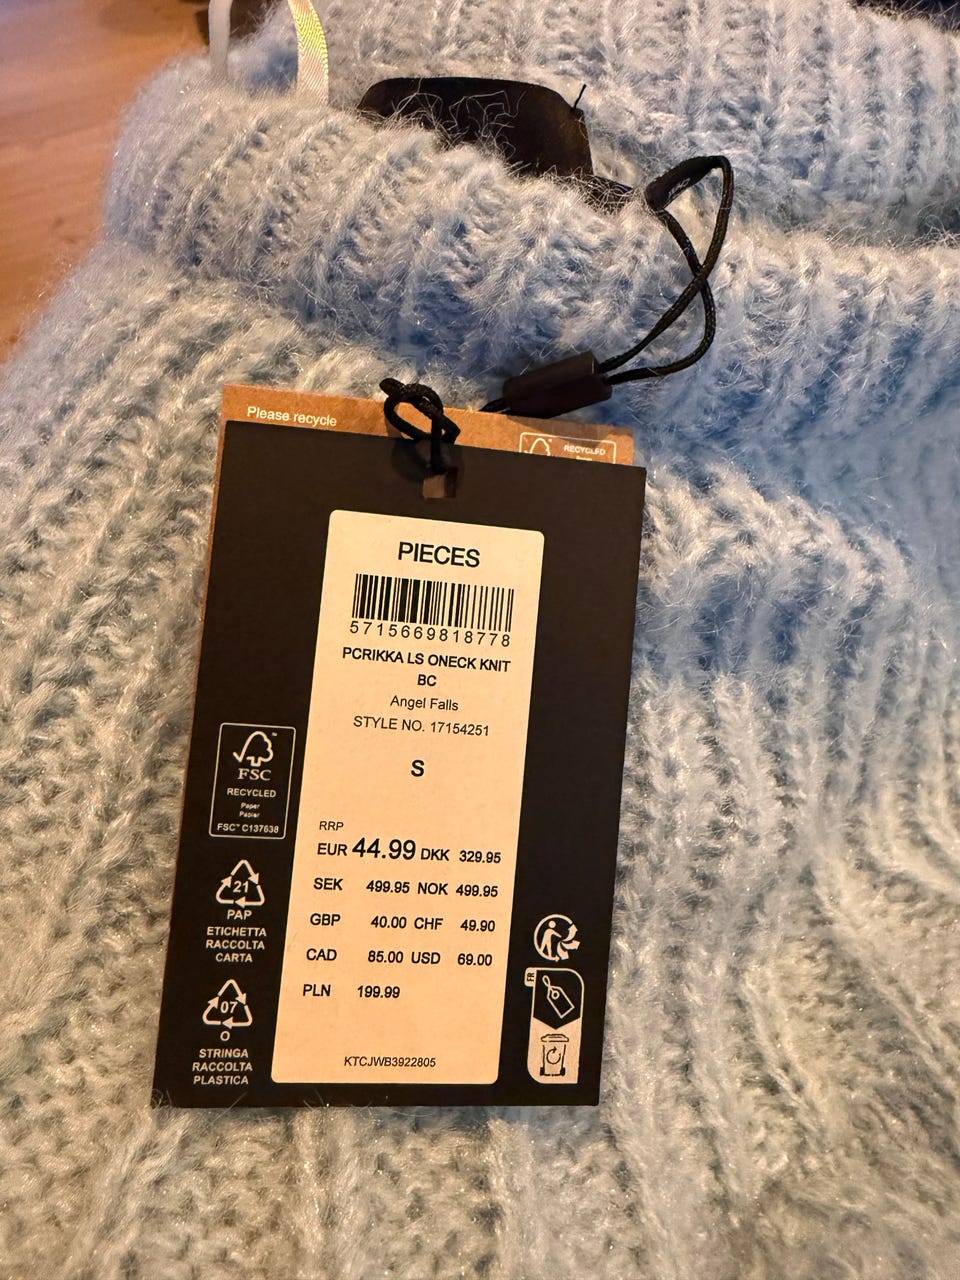 Please recycle
RECYCLED
PIECES
5715669818778
PCRIKKA LS ONECK KNIT
BC
Angel Falls
STYLE NO. 17154251
S
RRP
EUR 44.99 DKK 329.95
SEK 499.95 NOK 499.95
GBP 40.00 CHF 49.90
CAD 85.00 USD 69.00
PLN 199.99
KTCJWB3922805
FSC
RECYCLED
Paper
Papier
FSC™ C137638
21
PAP
ETICHETTA
RACCOLTA
CARTA
07
O
STRINGA
RACCOLTA
PLASTICA
FR